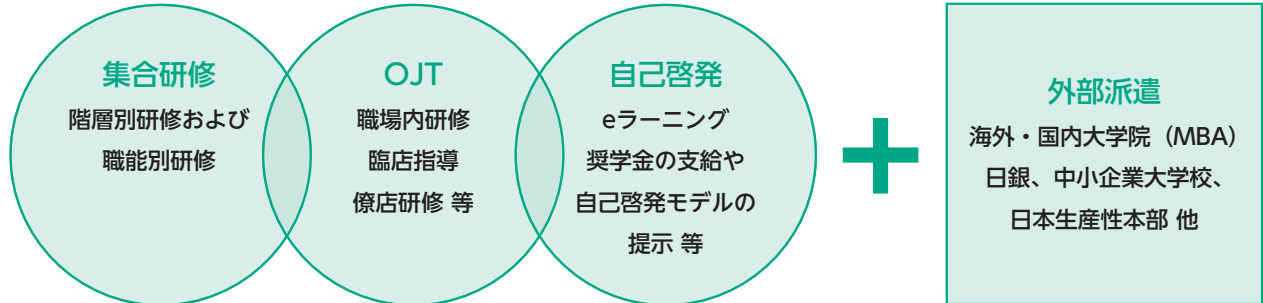 集合研修
階層別研修および
職能別研修
OJT
職場内研修
臨店指導
僚店研修 等
自己啓発
eラーニング
奨学金の支給や
自己啓発モデルの
提示 等
外部派遣
海外・国内大学院（MBA）
日銀、中小企業大学校、
日本生産性本部 他